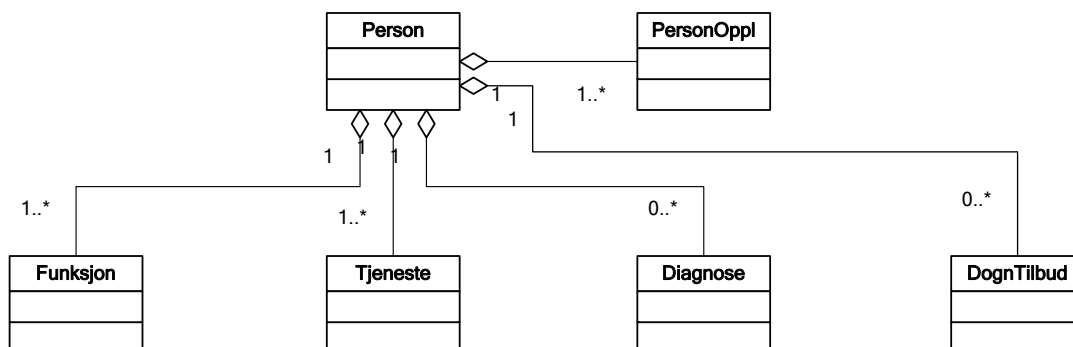 Person
PersonOppl
1
1..*
1
1
1
1
1..*
1..*
0..*
0..*
Funksjon
Tjeneste
Diagnose
DognTilbud